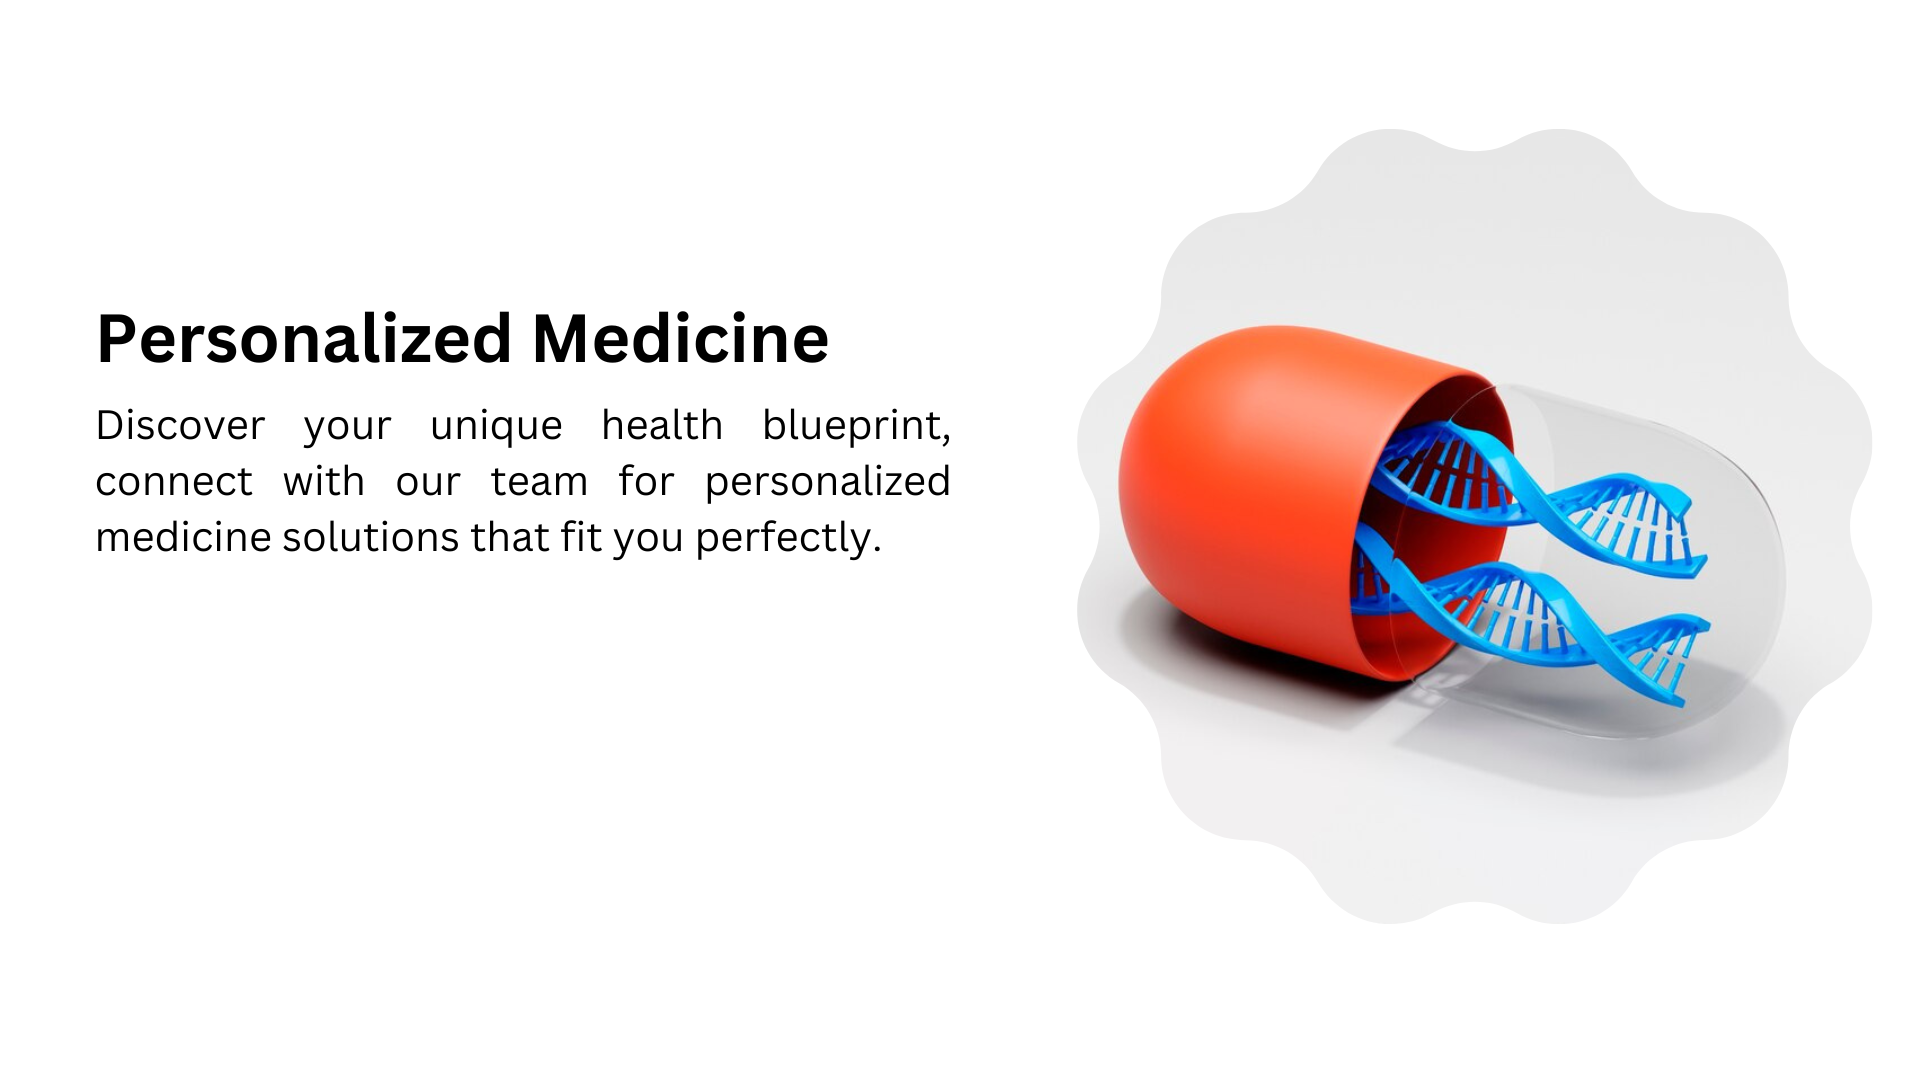 Personalized Medicine
Discover your unique health blueprint,
connect with our team for personalized
medicine solutions that fit you perfectly.